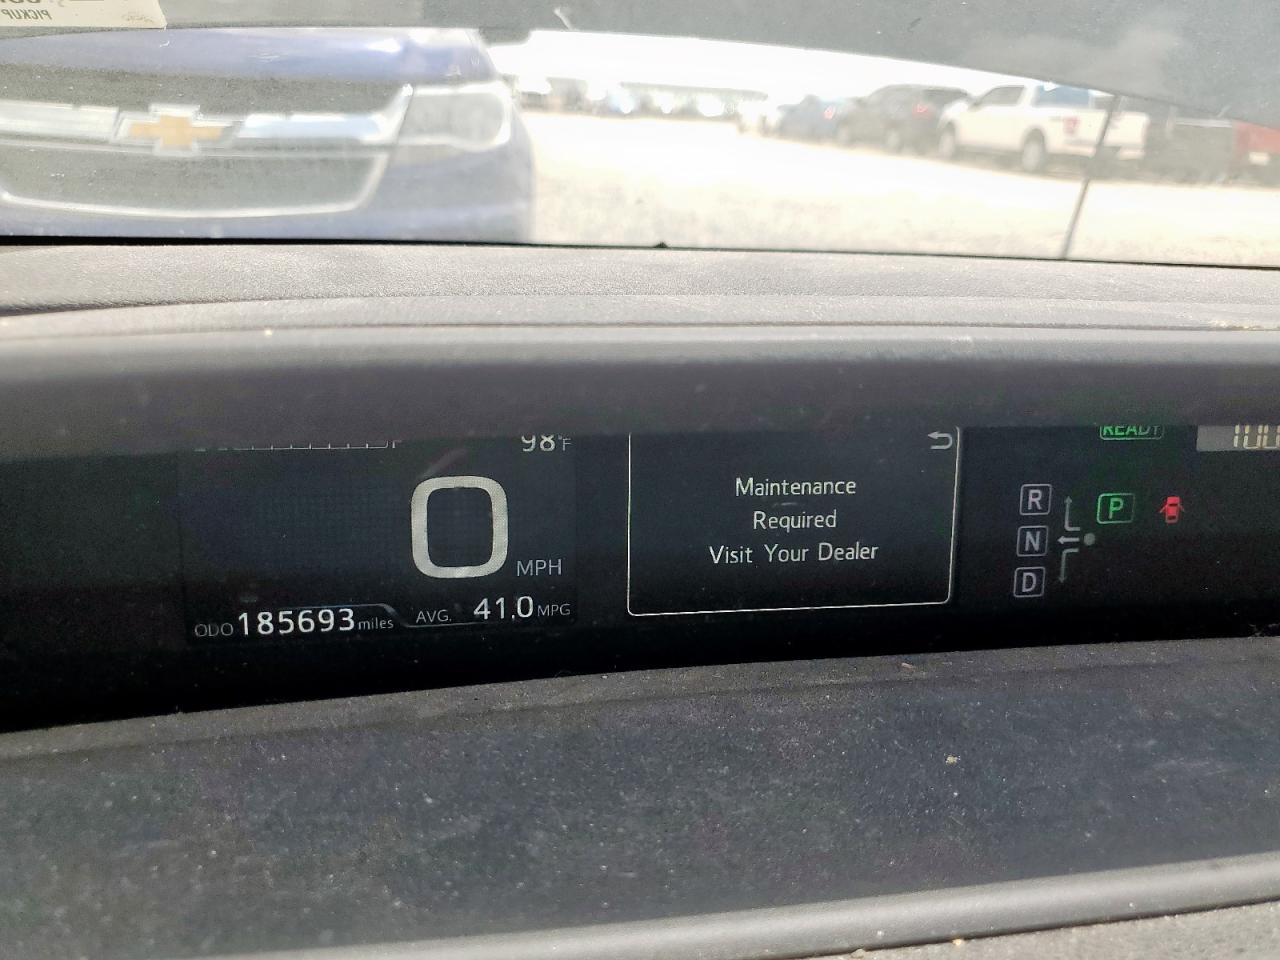 98°F
0 MPH
ODO 185693 miles AVG. 41.0 MPG
Maintenance
Required
Visit Your Dealer
READY
R
N
D
P